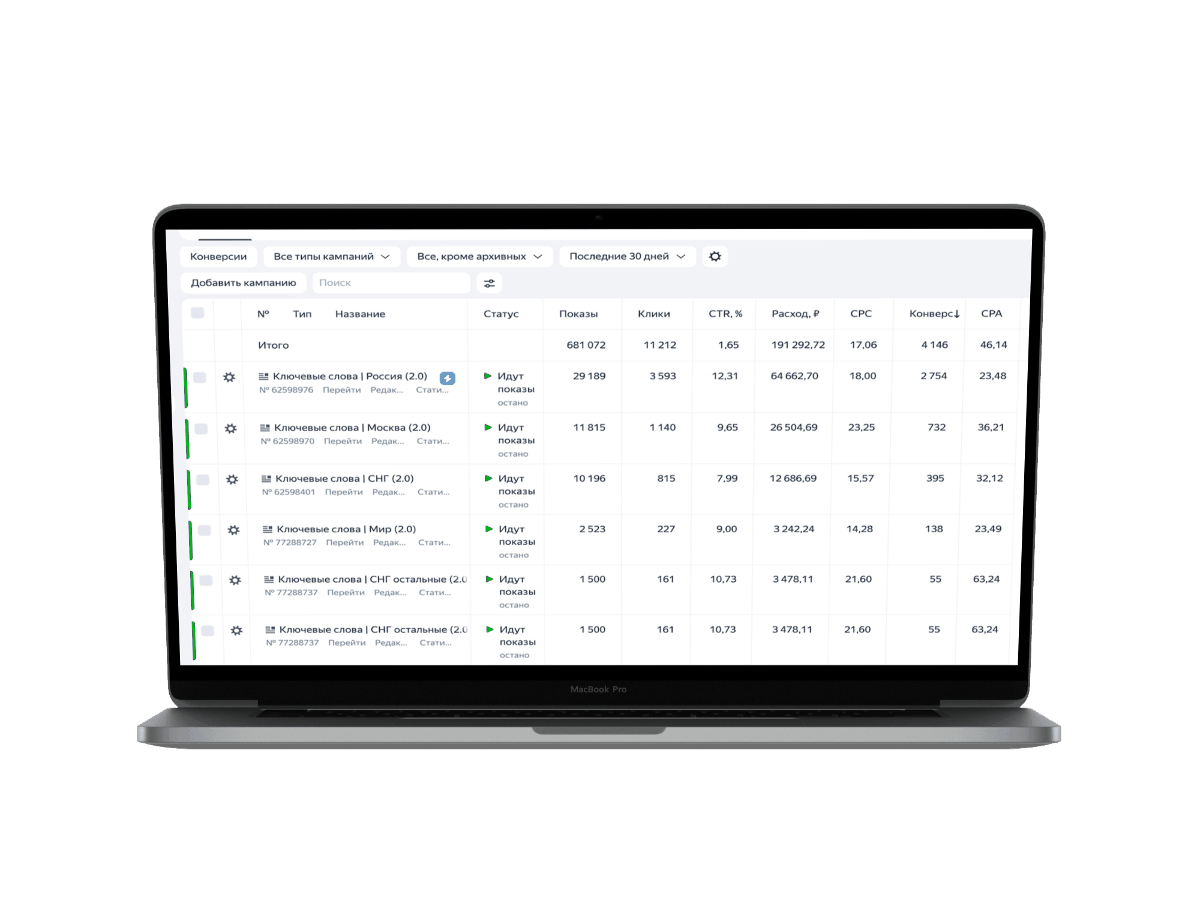 Конверсии Все типы кампаний Все, кроме архивных Последние 30 дней
Добавить кампанию Поиск
№ Тип Название Статус Показы Клики CTR, % Расход, ₽ CPC Конверс↓ CPA
Итого 681 072 11 212 1,65 191 292,72 17,06 4 146 46,14
Ключевые слова | Россия (2.0) Идут 29 189 3 593 12,31 64 662,70 18,00 2 754 23,48
№ 62598976 Перейти Редак... Стати... показы
остано
Ключевые слова | Москва (2.0) Идут 11 815 1 140 9,65 26 504,69 23,25 732 36,21
№ 62598970 Перейти Редак... Стати... показы
остано
Ключевые слова | СНГ (2.0) Идут 10 196 815 7,99 12 686,69 15,57 395 32,12
№ 62598401 Перейти Редак... Стати... показы
остано
Ключевые слова | Мир (2.0) Идут 2 523 227 9,00 3 242,24 14,28 138 23,49
№ 77288727 Перейти Редак... Стати... показы
остано
Ключевые слова | СНГ остальные (2.0 Идут 1 500 161 10,73 3 478,11 21,60 55 63,24
№ 77288737 Перейти Редак... Стати... показы
остано
Ключевые слова | СНГ остальные (2.0 Идут 1 500 161 10,73 3 478,11 21,60 55 63,24
№ 77288737 Перейти Редак... Стати... показы
остано
MacBook Pro